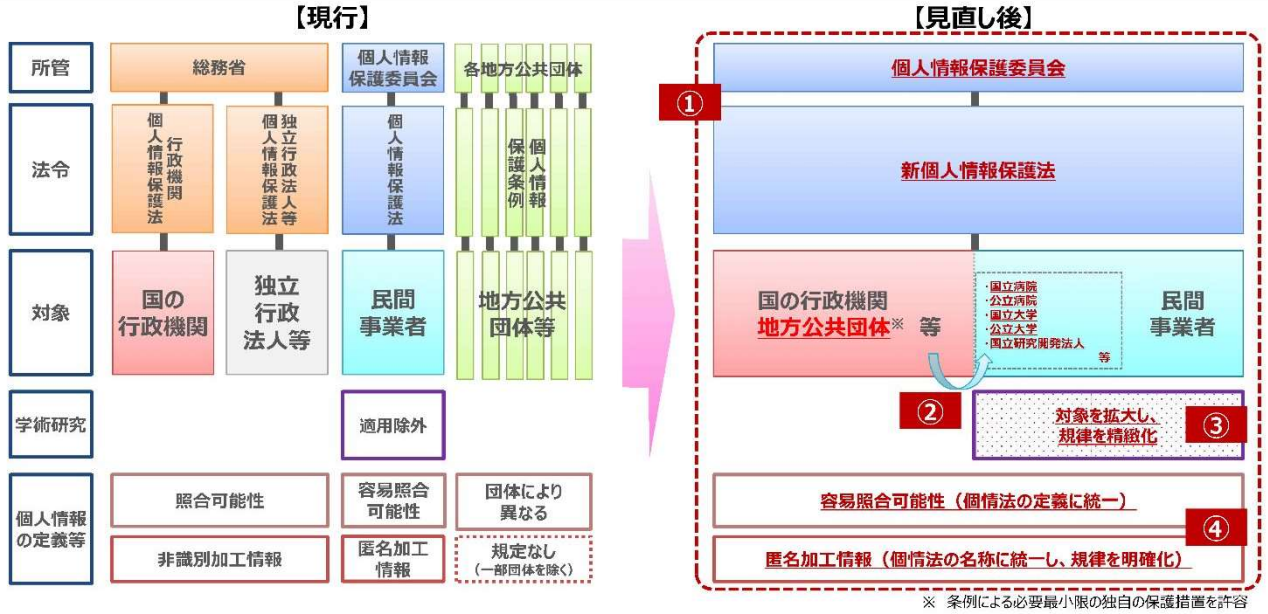 【現行】
【見直し後】
所管
総務省
個人情報
保護委員会
各地方公共団体
個人情報保護委員会
①
法令
行政機関
個人情報保護法
独立行政法人等
個人情報保護法
個人情報保護法
個人情報
保護条例
新個人情報保護法
対象
国の
行政機関
独立
行政
法人等
民間
事業者
地方公共
団体等
国の行政機関
地方公共団体※ 等
・国立病院
・公立病院
・国立大学
・公立大学
・国立研究開発法人
等
民間
事業者
②
学術研究
適用除外
対象を拡大し、
規律を精緻化
③
個人情報
の定義等
照合可能性
容易照合
可能性
団体により
異なる
容易照合可能性（個情法の定義に統一）
④
非識別加工情報
匿名加工
情報
規定なし
（一部団体を除く）
匿名加工情報（個情法の名称に統一し、規律を明確化）
※ 条例による必要最小限の独自の保護措置を許容